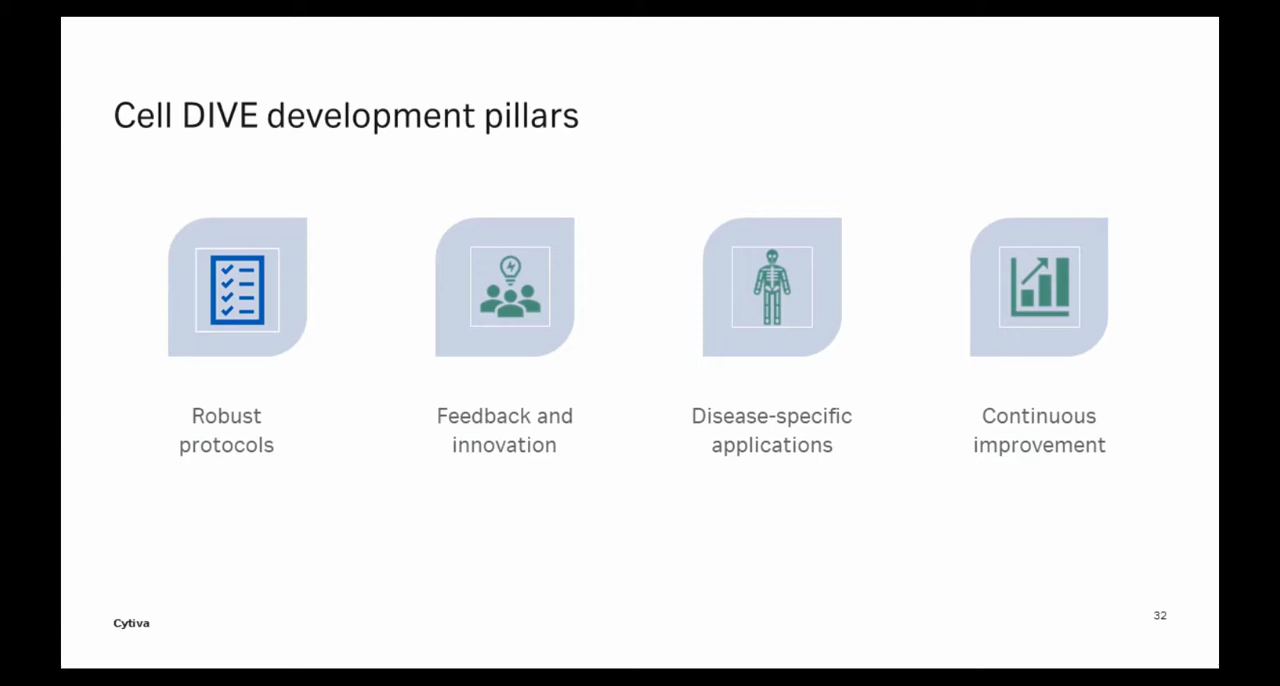 Cell DIVE development pillars
Robust
protocols
Feedback and
innovation
Disease-specific
applications
Continuous
improvement
Cytiva
32